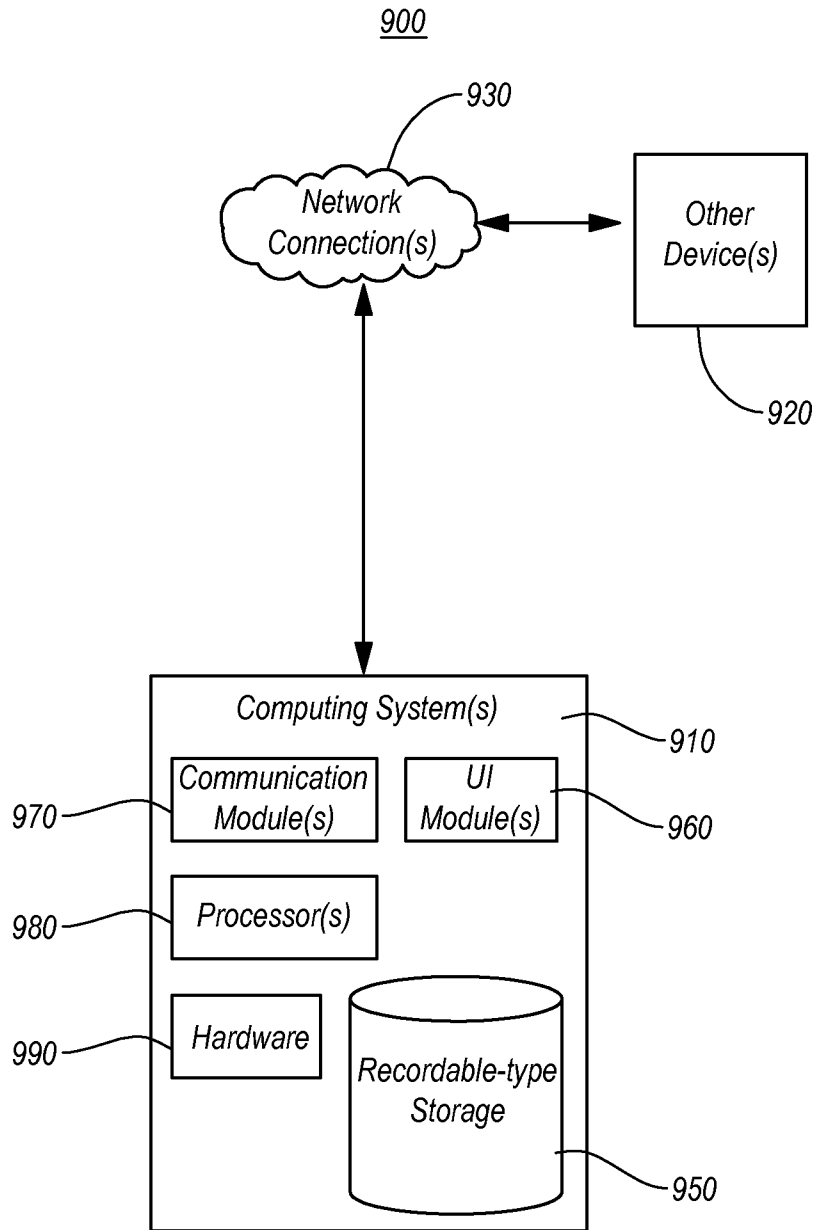 900
930
Network
Connection(s)
Other
Device(s)
920
Computing System(s)
910
Communication
Module(s)
970
UI
Module(s)
960
Processor(s)
980
Hardware
990
Recordable-type
Storage
950